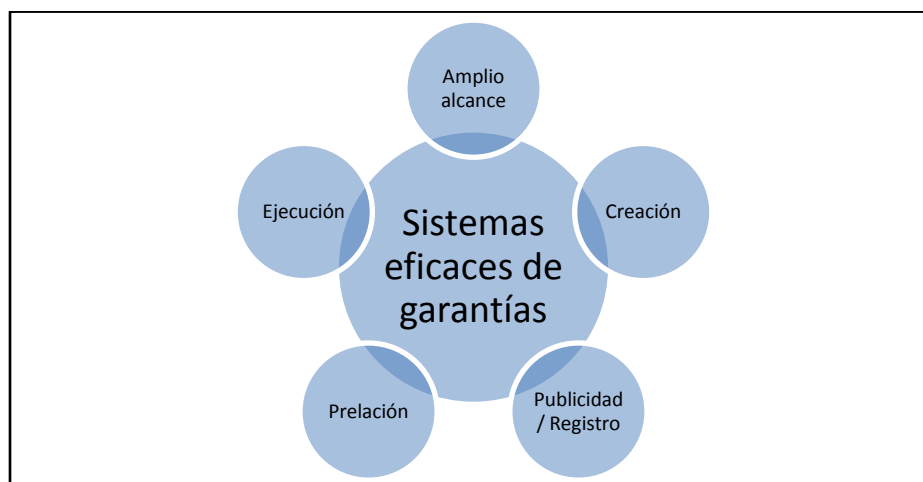 Amplio
alcance
Ejecución
Creación
Sistemas
eficaces de
garantías
Prelación
Publicidad
/ Registro